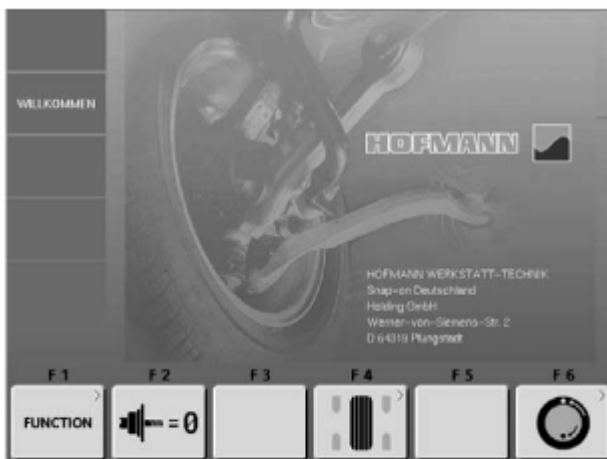 WILLKOMMEN
HOFMANN
HOFMANN WERKSTATT-TECHNIK
Snap-on Deutschland
Holding GmbH
Werner-von-Siemens-Str. 2
D 64319 Pfungstadt
F 1 F 2 F 3 F 4 F 5 F 6
FUNCTION = 0